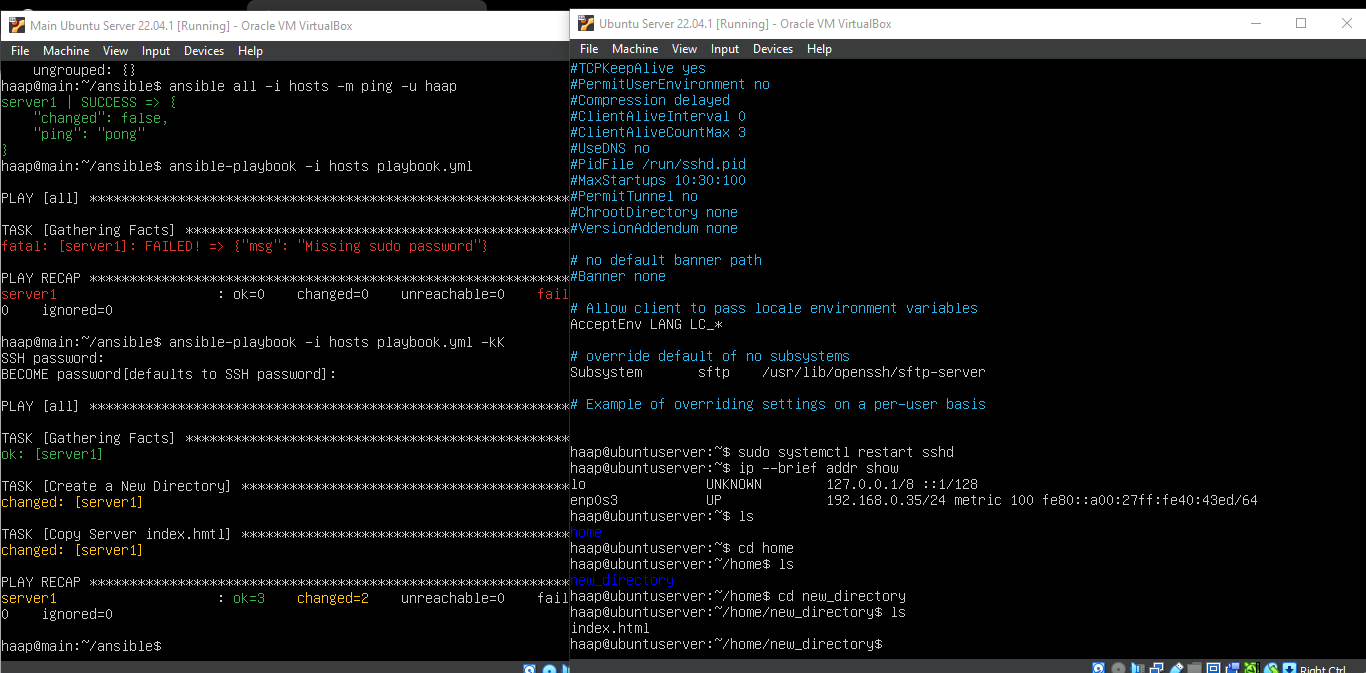 Main Ubuntu Server 22.04.1 [Running] - Oracle VM VirtualBox
File Machine View Input Devices Help
ungrouped: {}
haap@main:~/ansible$ ansible all -i hosts -m ping -u haap
server1 | SUCCESS => {
"changed": false,
"ping": "pong"
}
haap@main:~/ansible$ ansible-playbook -i hosts playbook.yml
PLAY [all] ************************************************************
TASK [Gathering Facts] ************************************************
fatal: [server1]: FAILED! => {"msg": "Missing sudo password"}
PLAY RECAP ************************************************************
server1 : ok=0 changed=0 unreachable=0 fail
0 ignored=0
haap@main:~/ansible$ ansible-playbook -i hosts playbook.yml -kK
SSH password:
BECOME password[defaults to SSH password]:
PLAY [all] ************************************************************
TASK [Gathering Facts] ************************************************
ok: [server1]
TASK [Create a New Directory] *****************************************
changed: [server1]
TASK [Copy Server index.hmtl] *****************************************
changed: [server1]
PLAY RECAP ************************************************************
server1 : ok=3 changed=2 unreachable=0 fail
0 ignored=0
haap@main:~/ansible$
Ubuntu Server 22.04.1 [Running] - Oracle VM VirtualBox
File Machine View Input Devices Help
#TCPKeepAlive yes
#PermitUserEnvironment no
#Compression delayed
#ClientAliveInterval 0
#ClientAliveCountMax 3
#UseDNS no
#PidFile /run/sshd.pid
#MaxStartups 10:30:100
#PermitTunnel no
#ChrootDirectory none
#VersionAddendum none
# no default banner path
#Banner none
# Allow client to pass locale environment variables
AcceptEnv LANG LC_*
# override default of no subsystems
Subsystem sftp /usr/lib/openssh/sftp-server
# Example of overriding settings on a per-user basis
haap@ubuntuserver:~$ sudo systemctl restart sshd
haap@ubuntuserver:~$ ip --brief addr show
lo UNKNOWN 127.0.0.1/8 ::1/128
enp0s3 UP 192.168.0.35/24 metric 100 fe80::a00:27ff:fe40:43ed/64
haap@ubuntuserver:~$ ls
home
haap@ubuntuserver:~$ cd home
haap@ubuntuserver:~/home$ ls
new_directory
haap@ubuntuserver:~/home$ cd new_directory
haap@ubuntuserver:~/home/new_directory$ ls
index.html
haap@ubuntuserver:~/home/new_directory$
Right Ctrl